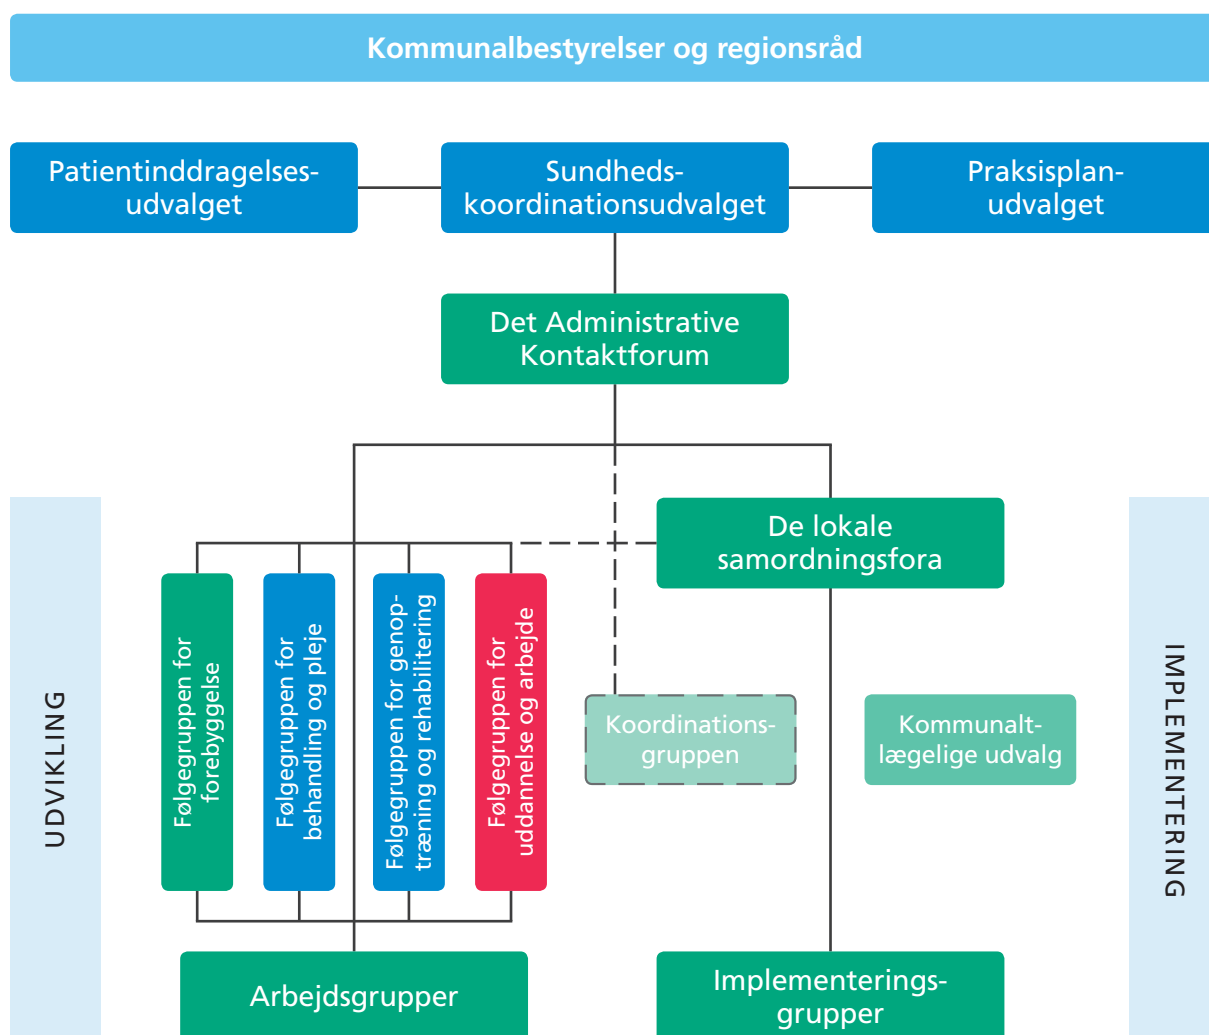 Kommunalbestyrelser og regionsråd
Patientinddragelses-
udvalget
Sundheds-
koordinationsudvalget
Praksisplan-
udvalget
Det Administrative
Kontaktforum
De lokale
samordningsfora
UDVIKLING
Følgegruppen for
forebyggelse
Følgegruppen for
behandling og pleje
Følgegruppen for genop-
træning og rehabilitering
Følgegruppen for
uddannelse og arbejde
Koordinations-
gruppen
Kommunalt-
lægelige udvalg
IMPLEMENTERING
Arbejdsgrupper
Implementerings-
grupper